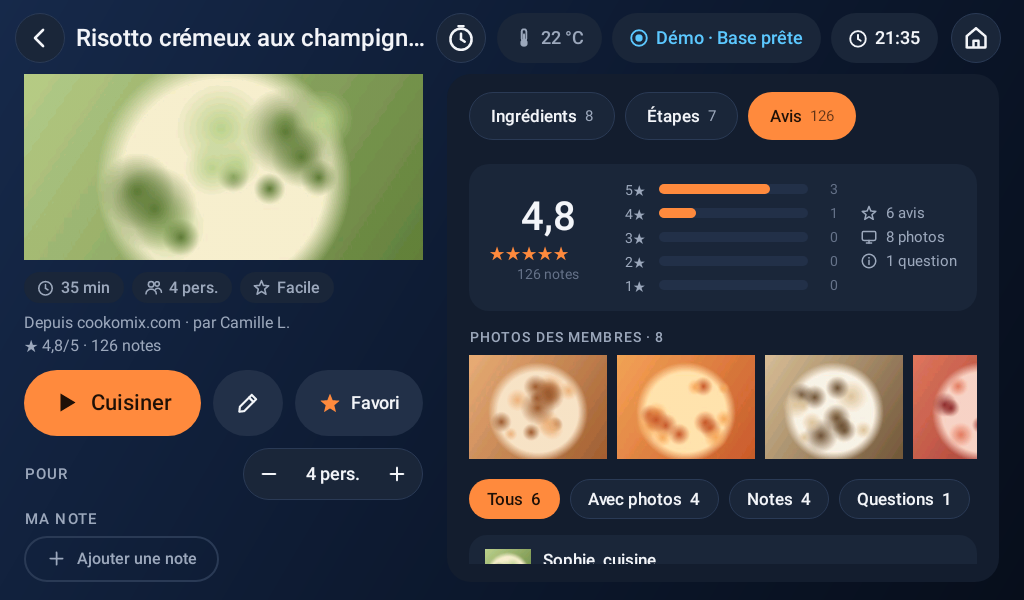 Risotto crémeux aux champign...
22 °C
Démo · Base prête
21:35
35 min
4 pers.
Facile
Depuis cookomix.com · par Camille L.
★ 4,8/5 · 126 notes
Cuisiner
Favori
POUR
− 4 pers. +
MA NOTE
+ Ajouter une note
Ingrédients 8
Étapes 7
Avis 126
4,8
★★★★★
126 notes
5★ 3
4★ 1
3★ 0
2★ 0
1★ 0
6 avis
8 photos
1 question
PHOTOS DES MEMBRES · 8
Tous 6
Avec photos 4
Notes 4
Questions 1
Sophie_cuisine